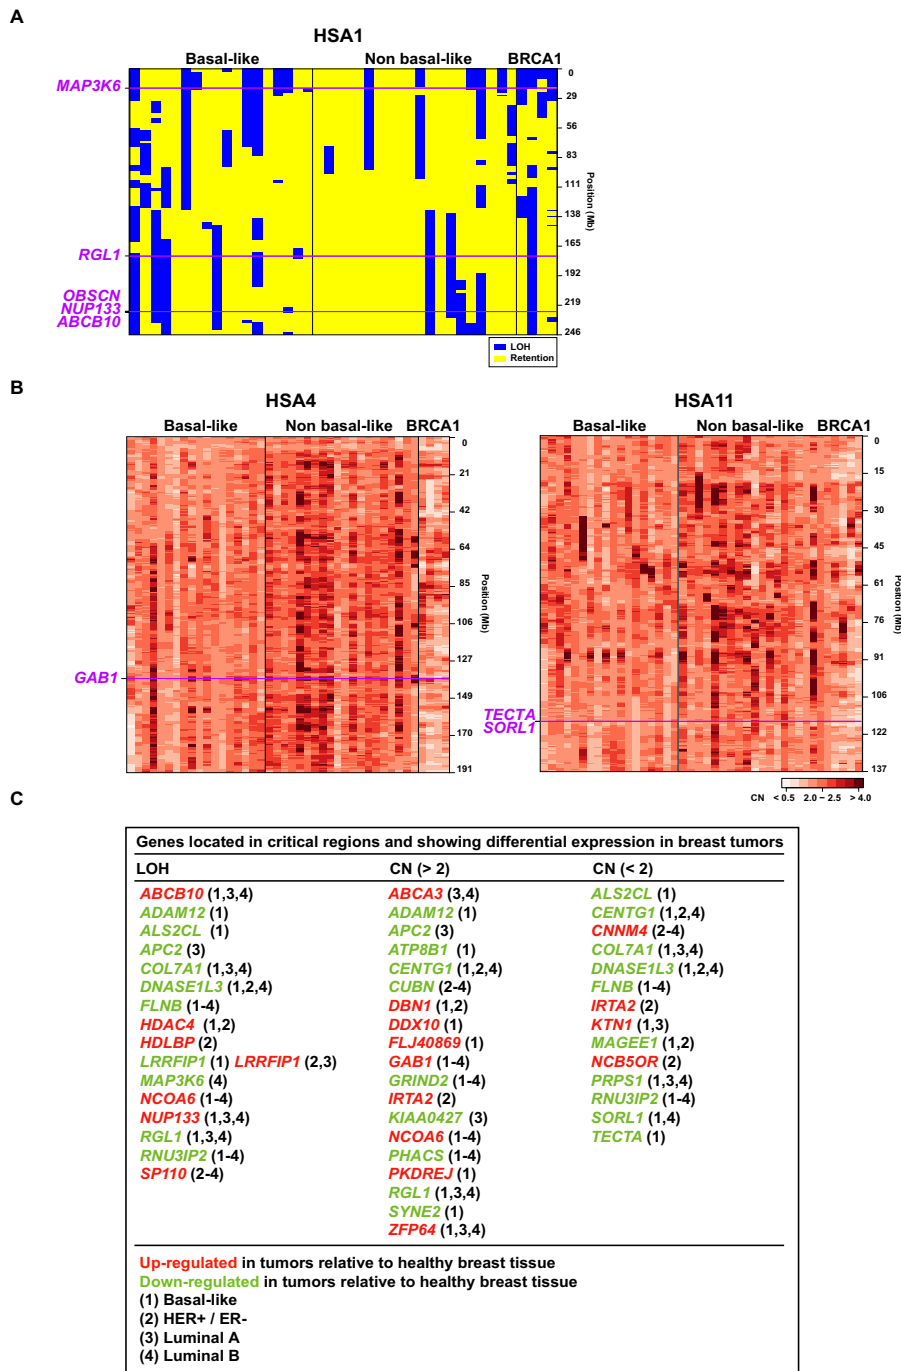 A
HSA1
Basal-like Non basal-like BRCA1
MAP3K6
RGL1
OBSCN
NUP133
ABCB10
0
29
56
83
111
138
165
192
219
246
Position (Mb)
LOH
Retention
B
HSA4
Basal-like Non basal-like BRCA1
GAB1
0
21
42
64
85
106
127
149
170
191
Position (Mb)
HSA11
Basal-like Non basal-like BRCA1
TECTA
SORL1
0
15
30
45
61
76
91
106
122
137
Position (Mb)
CN < 0.5 2.0 – 2.5 > 4.0
C
Genes located in critical regions and showing differential expression in breast tumors
LOH CN (> 2) CN (< 2)
ABCB10 (1,3,4) ABCA3 (3,4) ALS2CL (1)
ADAM12 (1) ADAM12 (1) CENTG1 (1,2,4)
ALS2CL (1) APC2 (3) CNNM4 (2-4)
APC2 (3) ATP8B1 (1) COL7A1 (1,3,4)
COL7A1 (1,3,4) CENTG1 (1,2,4) DNASE1L3 (1,2,4)
DNASE1L3 (1,2,4) CUBN (2-4) FLNB (1-4)
FLNB (1-4) DBN1 (1,2) IRTA2 (2)
HDAC4 (1,2) DDX10 (1) KTN1 (1,3)
HDLBP (2) FLJ40869 (1) MAGEE1 (1,2)
LRRFIP1 (1) LRRFIP1 (2,3) GAB1 (1-4) NCB5OR (2)
MAP3K6 (4) GRIND2 (1-4) PRPS1 (1,3,4)
NCOA6 (1-4) IRTA2 (2) RNU3IP2 (1-4)
NUP133 (1,3,4) KIAA0427 (3) SORL1 (1,4)
RGL1 (1,3,4) NCOA6 (1-4) TECTA (1)
RNU3IP2 (1-4) PHACS (1-4)
SP110 (2-4) PKDREJ (1)
RGL1 (1,3,4)
SYNE2 (1)
ZFP64 (1,3,4)
Up-regulated in tumors relative to healthy breast tissue
Down-regulated in tumors relative to healthy breast tissue
(1) Basal-like
(2) HER+ / ER-
(3) Luminal A
(4) Luminal B